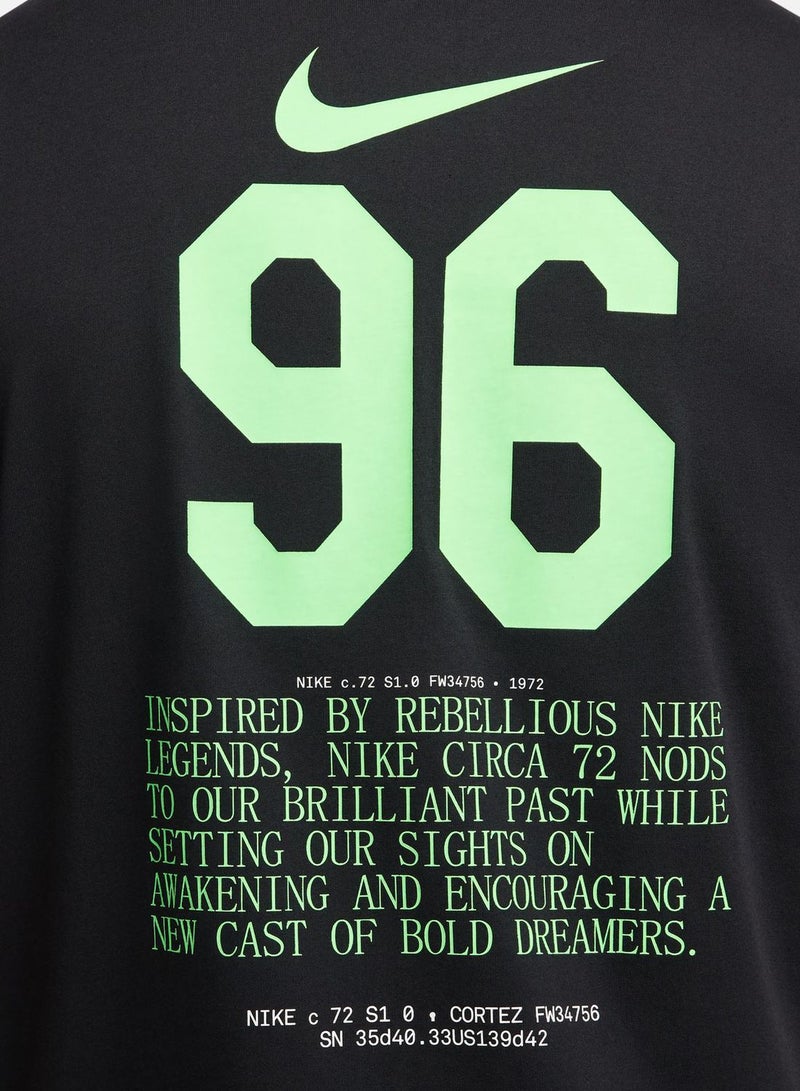 96
NIKE c.72 S1.0 FW34756 • 1972
INSPIRED BY REBELLIOUS NIKE
LEGENDS, NIKE CIRCA 72 NODS
TO OUR BRILLIANT PAST WHILE
SETTING OUR SIGHTS ON
AWAKENING AND ENCOURAGING A
NEW CAST OF BOLD DREAMERS.
NIKE c 72 S1 0 • CORTEZ FW34756
SN 35d40.33US139d42